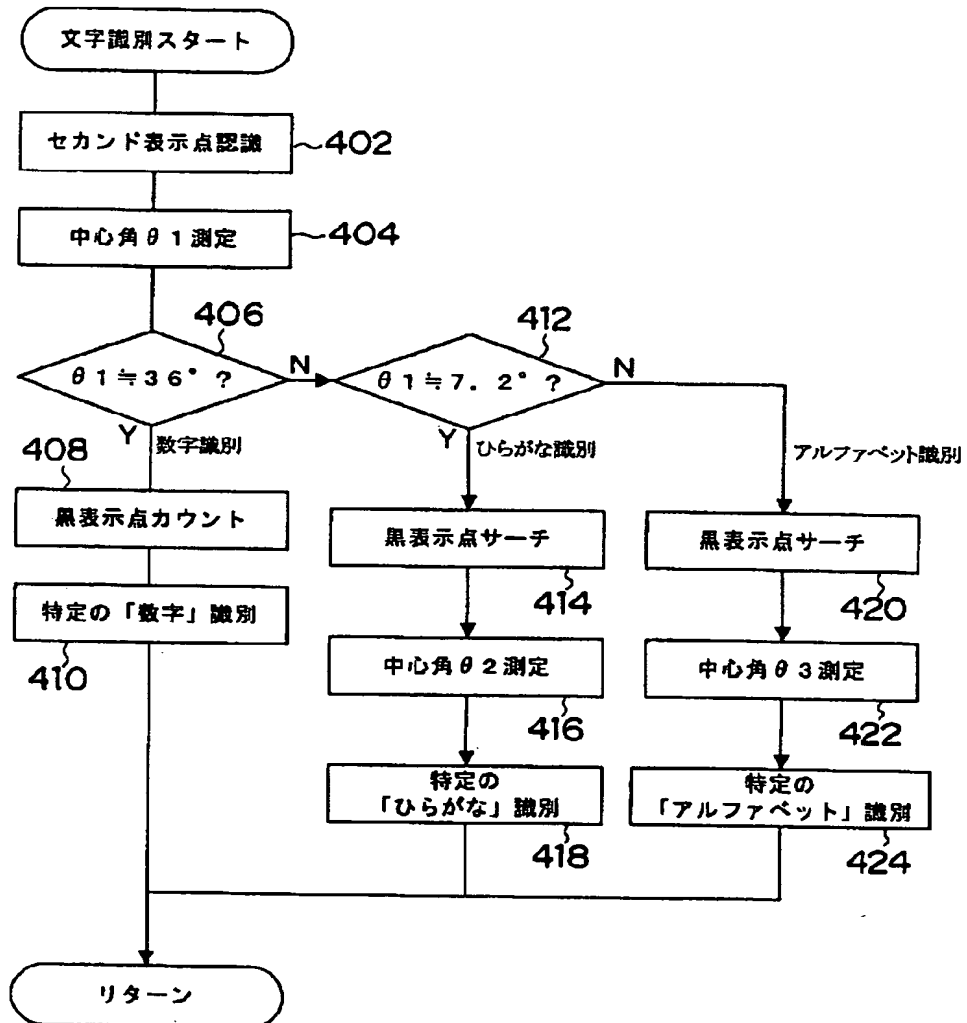 文字識別スタート
セカンド表示点認識
402
中心角θ1測定
404
406
θ1≒36°?
N
Y
数字識別
412
θ1≒7.2°?
N
Y
ひらがな識別
アルファベット識別
408
黒表示点カウント
特定の「数字」識別
410
黒表示点サーチ
414
中心角θ2測定
416
特定の
「ひらがな」識別
418
黒表示点サーチ
420
中心角θ3測定
422
特定の
「アルファベット」識別
424
リターン